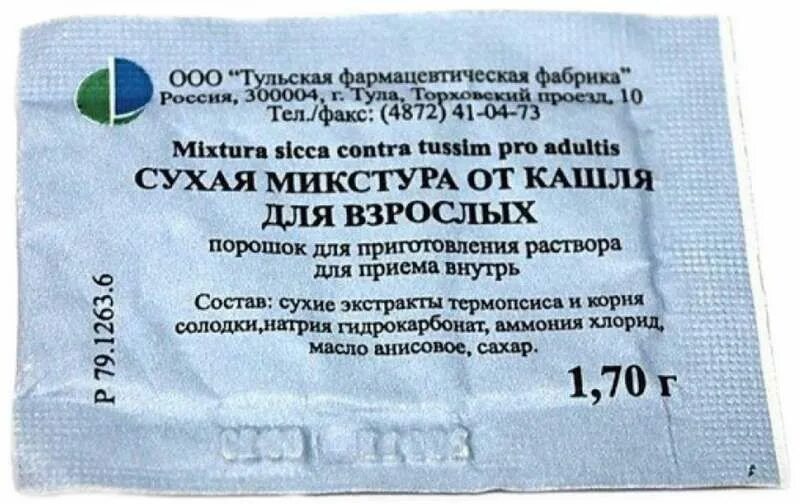 ООО "Тульская фармацевтическая фабрика"
Россия, 300004, г. Тула, Торховский проезд, 10
Тел./факс: (4872) 41-04-73
Mixtura sicca contra tussim pro adultis
СУХАЯ МИКСТУРА ОТ КАШЛЯ
ДЛЯ ВЗРОСЛЫХ
порошок для приготовления раствора
для приема внутрь
Состав: сухие экстракты термопсиса и корня
солодки,натрия гидрокарбонат, аммония хлорид,
масло анисовое, сахар.
1,70 г
Р 79.1263.6